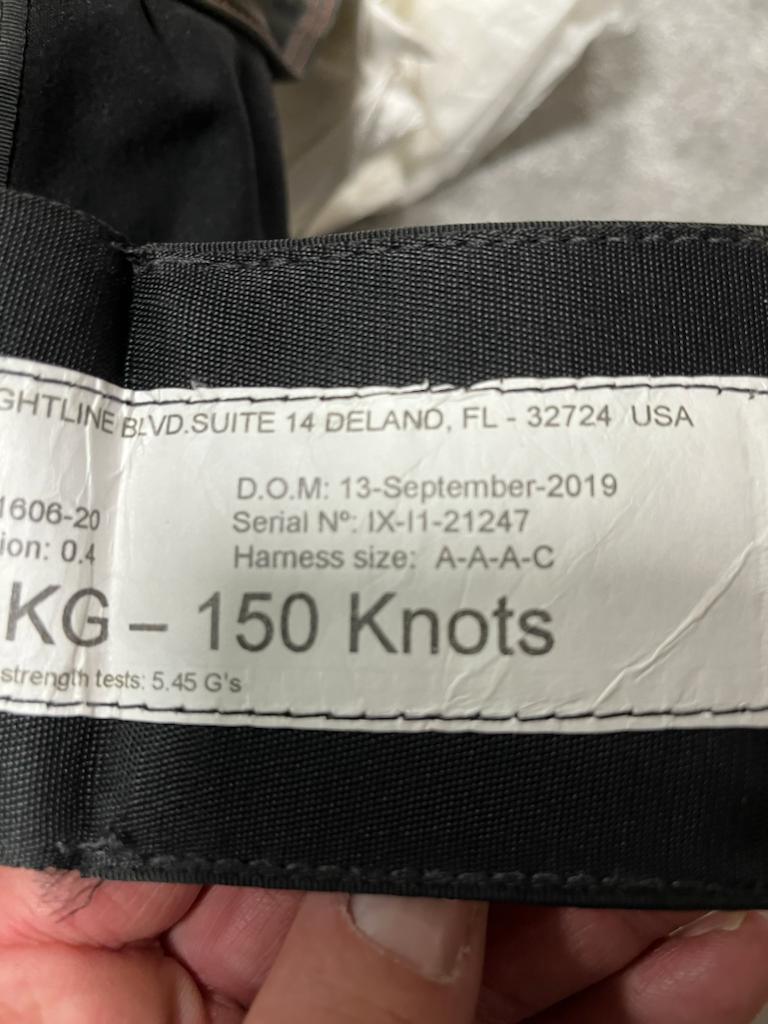 GHTLINE BLVD.SUITE 14 DELAND, FL - 32724 USA
D.O.M: 13-September-2019
1606-20 Serial Nº: IX-I1-21247
ion: 0.4 Harness size: A-A-A-C
KG – 150 Knots
strength tests: 5.45 G's